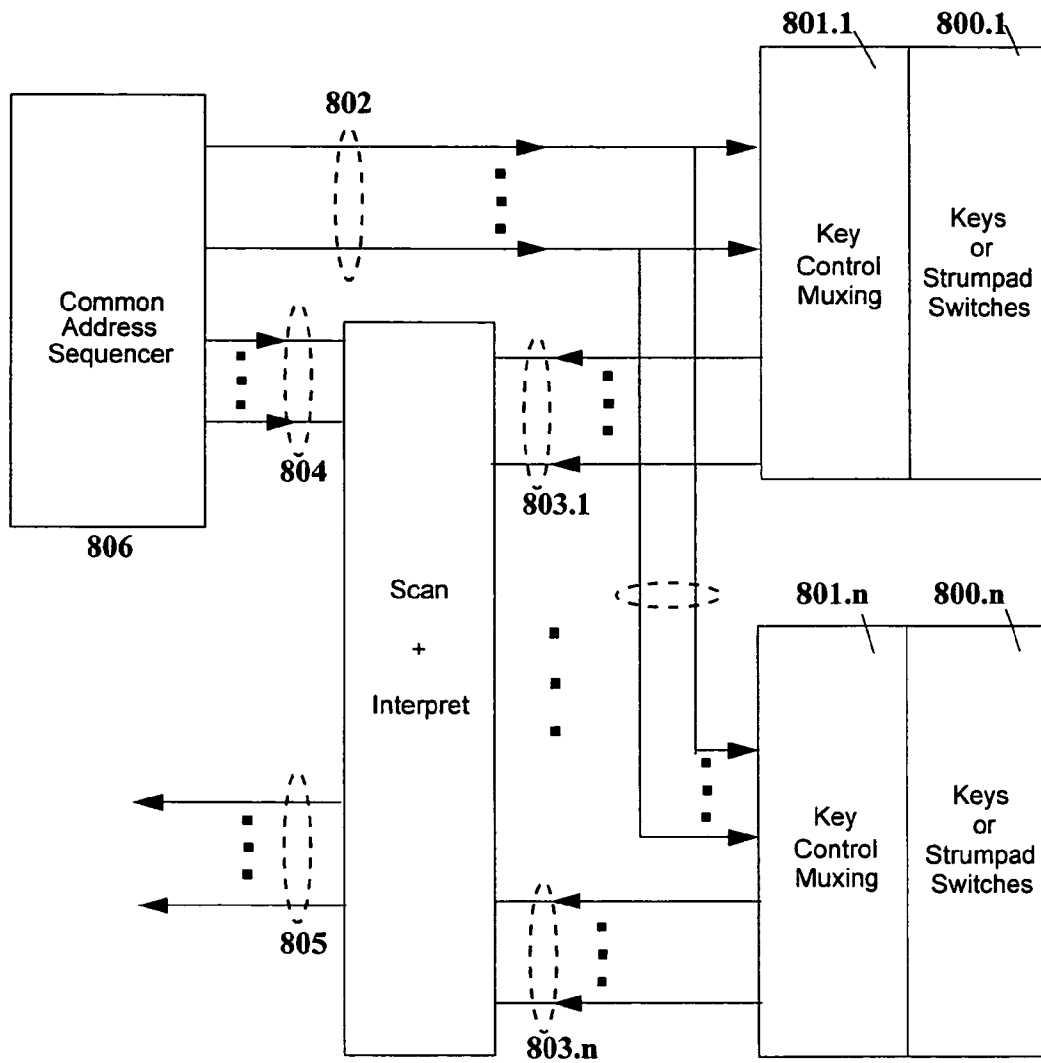 801.1 800.1
802
Key
Control
Muxing
Keys
or
Strumpad
Switches
Common
Address
Sequencer
804
803.1
806
Scan
+
Interpret
801.n 800.n
Key
Control
Muxing
Keys
or
Strumpad
Switches
805
803.n